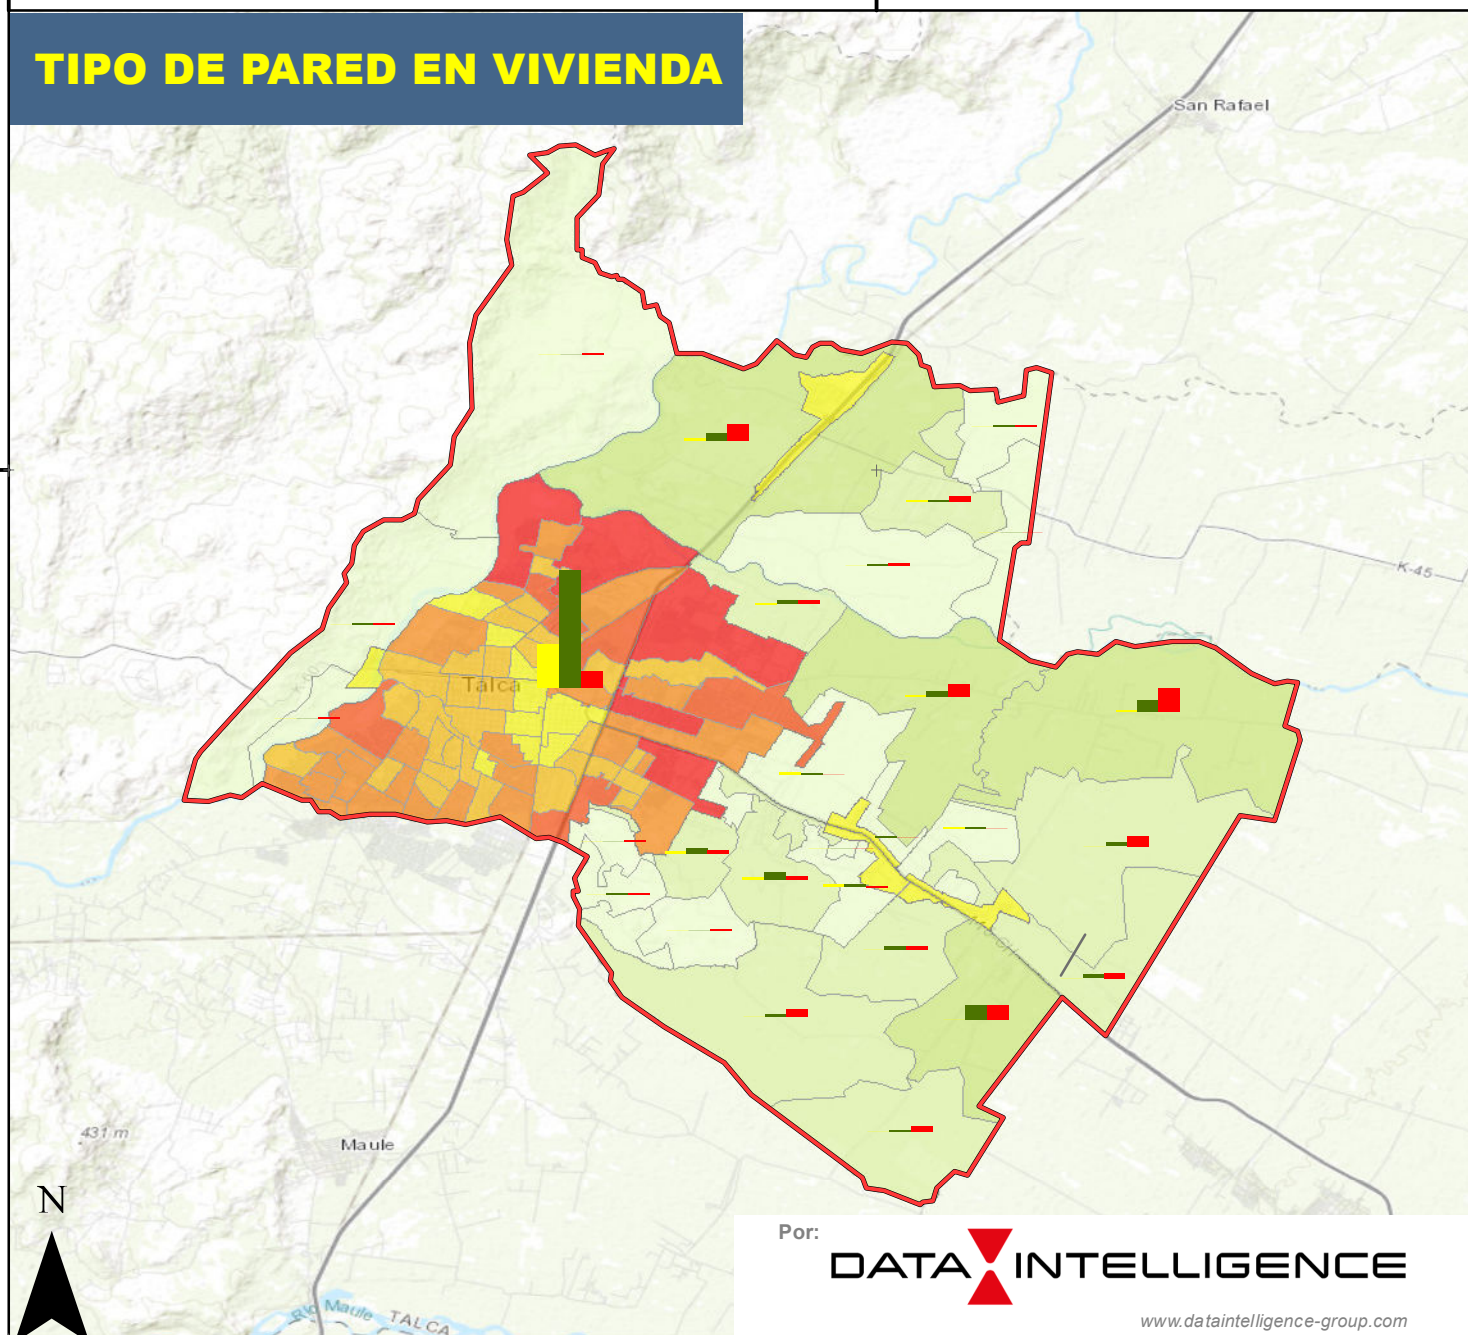 TIPO DE PARED EN VIVIENDA
San Rafael
K-45
Talca
CH
431 m
Maule
N
Por:
DATA INTELLIGENCE
Río Maule
TALCA
www.dataintelligence-group.com